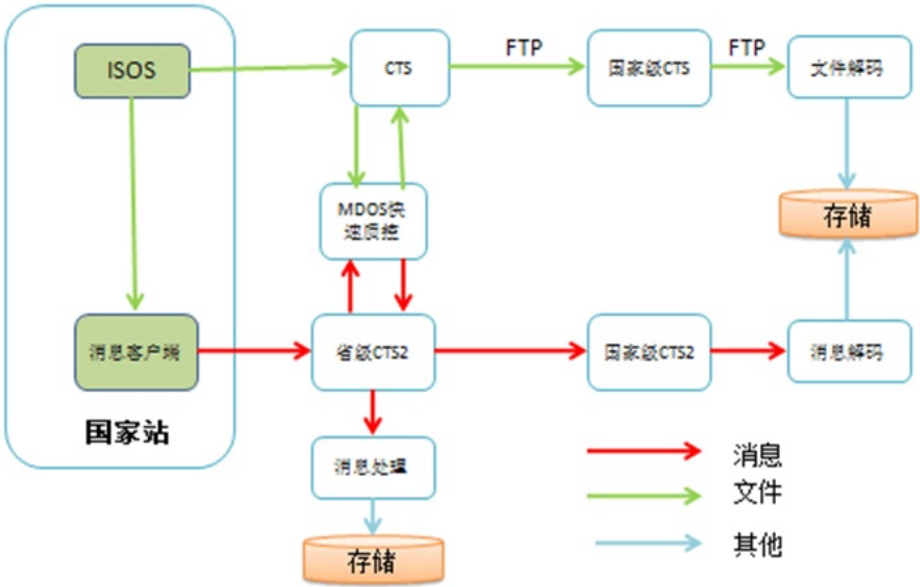 ISOS
CTS
FTP
国家级CTS
FTP
文件解码
MDOS快
速质控
存储
消息客户端
省级CTS2
国家级CTS2
消息解码
国家站
消息处理
存储
消息
文件
其他